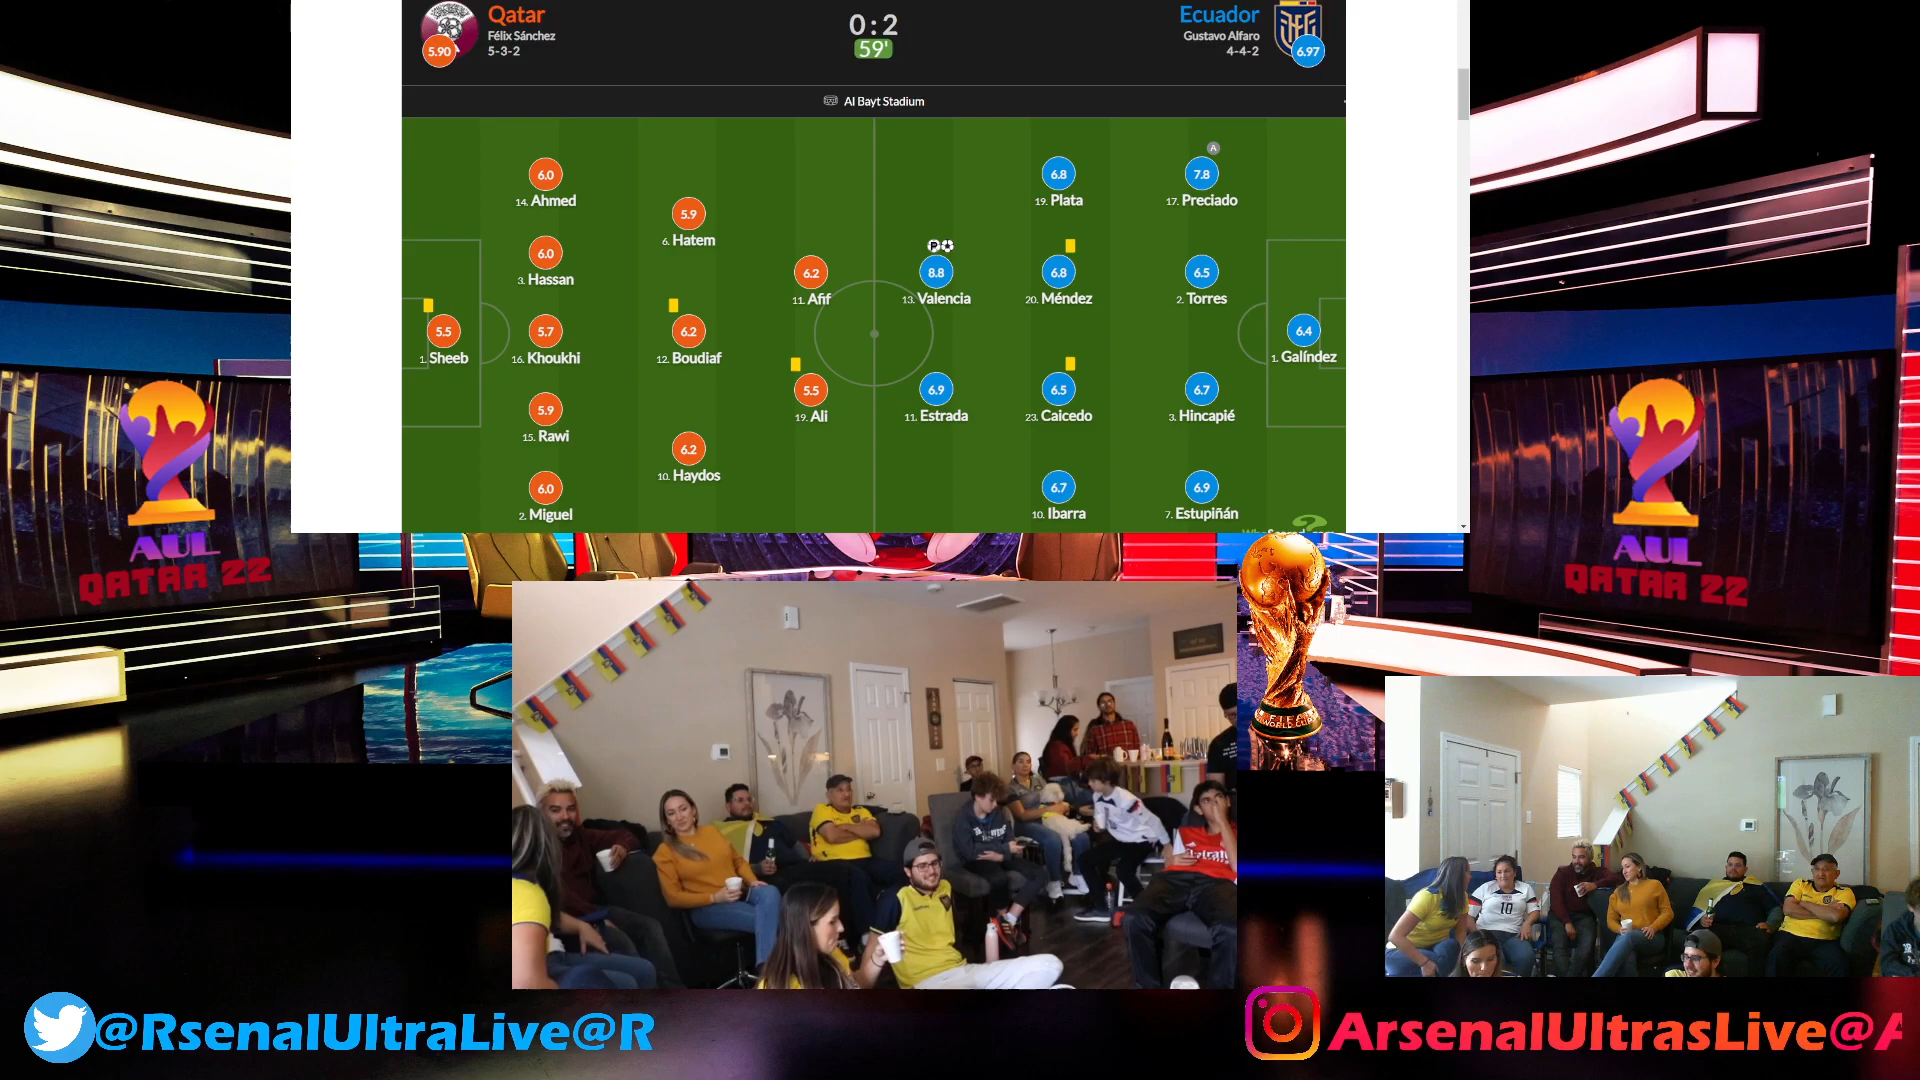 Qatar
Félix Sánchez
5-3-2
5.90
0:2
59'
Ecuador
Gustavo Alfaro
4-4-2
6.97
Al Bayt Stadium
6.0
14. Ahmed
6.0
3. Hassan
5.5
1. Sheeb
5.7
16. Khoukhi
5.9
15. Rawi
6.0
2. Miguel
5.9
6. Hatem
6.2
12. Boudiaf
6.2
10. Haydos
6.2
11. Afif
5.5
19. Ali
P
8.8
13. Valencia
6.9
11. Estrada
6.8
19. Plata
6.8
20. Méndez
6.5
23. Caicedo
6.7
10. Ibarra
A
7.8
17. Preciado
6.5
2. Torres
6.7
3. Hincapié
6.9
7. Estupiñán
6.4
1. Galíndez
AUL
QATAR 22
AUL
QATAR 22
FIFA
WORLD CUP
10
@RsenalUltraLive@R
ArsenalUltrasLive@A